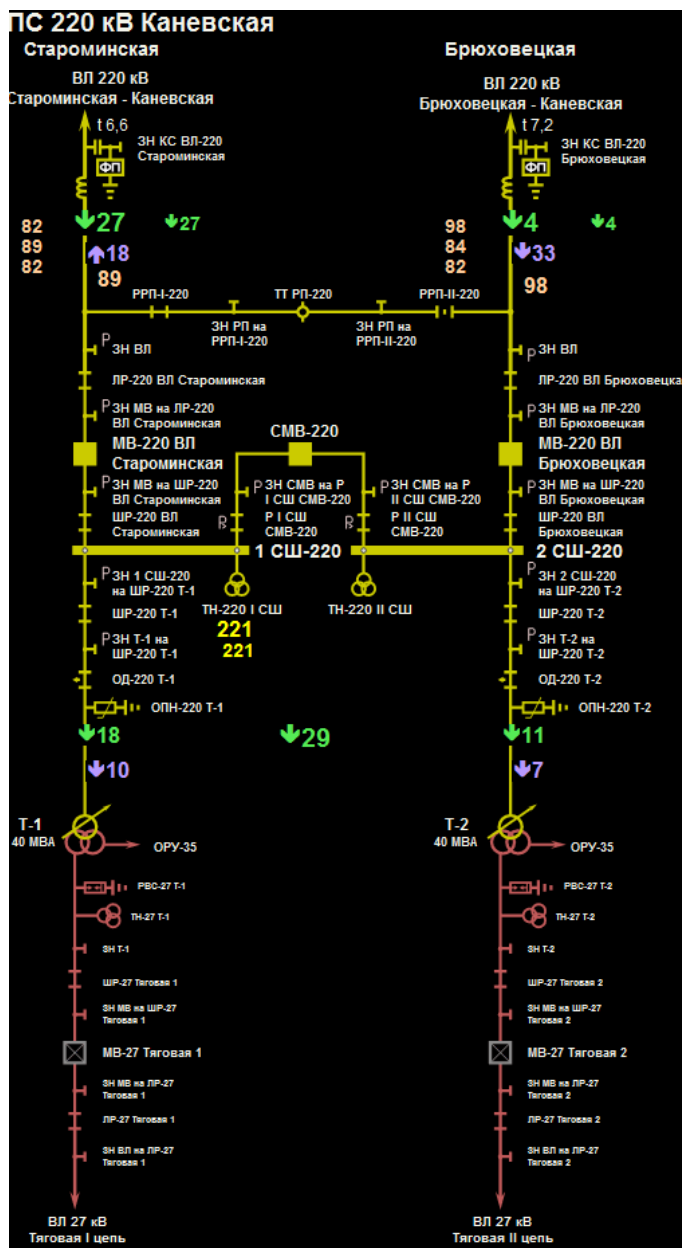 ПС 220 кВ Каневская
Староминская
Брюховецкая
ВЛ 220 кВ
Староминская - Каневская
ВЛ 220 кВ
Брюховецкая - Каневская
t 6,6
t 7,2
ЗН КС ВЛ-220
Староминская
ЗН КС ВЛ-220
Брюховецкая
ФП
ФП
82
89
82
27
27
18
89
98
84
82
4
4
33
98
РРП-I-220
ТТ РП-220
РРП-II-220
ЗН РП на
РРП-I-220
ЗН РП на
РРП-II-220
Р ЗН ВЛ
Р ЗН ВЛ
ЛР-220 ВЛ Староминская
ЛР-220 ВЛ Брюховецка
Р ЗН МВ на ЛР-220
ВЛ Староминская
Р ЗН МВ на ЛР-220
ВЛ Брюховецкая
СМВ-220
МВ-220 ВЛ
Староминская
МВ-220 ВЛ
Брюховецкая
Р ЗН МВ на ШР-220
ВЛ Староминская
Р ЗН СМВ на Р
I СШ СМВ-220
Р ЗН СМВ на Р
II СШ СМВ-220
Р ЗН МВ на ШР-220
ВЛ Брюховецкая
ШР-220 ВЛ
Староминская
Р
Р I СШ
СМВ-220
Р
Р II СШ
СМВ-220
ШР-220 ВЛ
Брюховецкая
1 СШ-220
2 СШ-220
Р ЗН 1 СШ-220
на ШР-220 Т-1
Р ЗН 2 СШ-220
на ШР-220 Т-2
ТН-220 I СШ
ТН-220 II СШ
221
221
ШР-220 Т-1
ШР-220 Т-2
Р ЗН Т-1 на
ШР-220 Т-1
Р ЗН Т-2 на
ШР-220 Т-2
ОД-220 Т-1
ОД-220 Т-2
ОПН-220 Т-1
ОПН-220 Т-2
18
29
11
10
7
Т-1
40 МВА
Т-2
40 МВА
ОРУ-35
ОРУ-35
РВС-27 Т-1
РВС-27 Т-2
ТН-27 Т-1
ТН-27 Т-2
ЗН Т-1
ЗН Т-2
ШР-27 Тяговая 1
ШР-27 Тяговая 2
ЗН МВ на ШР-27
Тяговая 1
ЗН МВ на ШР-27
Тяговая 2
МВ-27 Тяговая 1
МВ-27 Тяговая 2
ЗН МВ на ЛР-27
Тяговая 1
ЗН МВ на ЛР-27
Тяговая 2
ЛР-27 Тяговая 1
ЛР-27 Тяговая 2
ЗН ВЛ на ЛР-27
Тяговая 1
ЗН ВЛ на ЛР-27
Тяговая 2
ВЛ 27 кВ
Тяговая I цепь
ВЛ 27 кВ
Тяговая II цепь